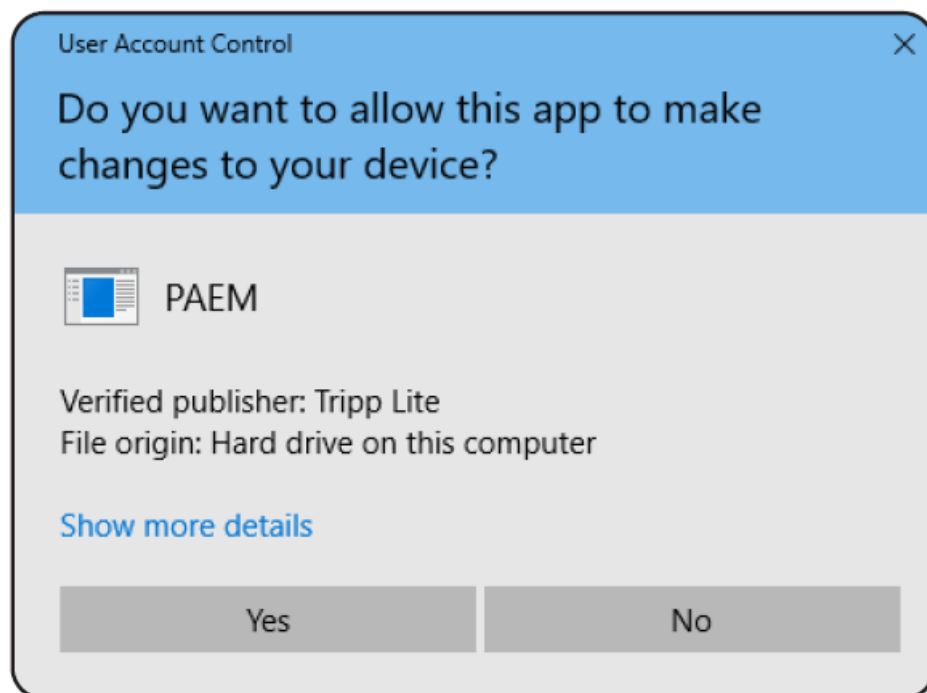 User Account Control
Do you want to allow this app to make
changes to your device?
PAEM
Verified publisher: Tripp Lite
File origin: Hard drive on this computer
Show more details
Yes
No